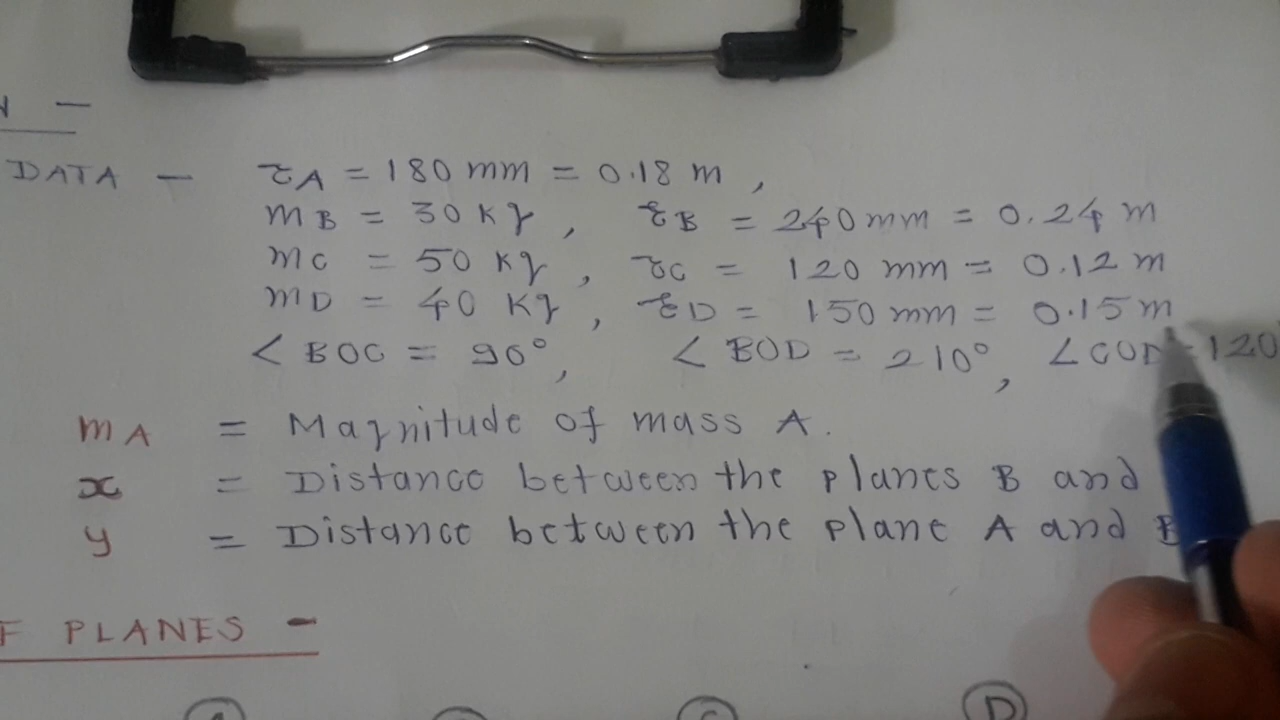 N –
DATA – rA = 180 mm = 0.18 m ,
mB = 30 kg , rB = 240 mm = 0.24 m
mC = 50 kg , rC = 120 mm = 0.12 m
mD = 40 kg , rD = 150 mm = 0.15 m
∠ BOC = 90° , ∠ BOD = 210° , ∠ COD = 120
mA = Magnitude of mass A.
x = Distance between the planes B and
y = Distance between the plane A and B
F PLANES –
A C D